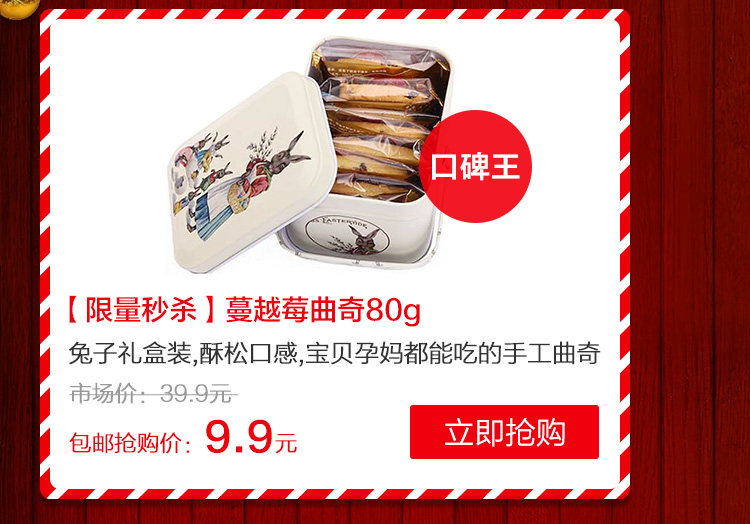 口碑王
【限量秒杀】蔓越莓曲奇80g
兔子礼盒装,酥松口感,宝贝孕妈都能吃的手工曲奇
市场价：39.9元
包邮抢购价：9.9元
立即抢购